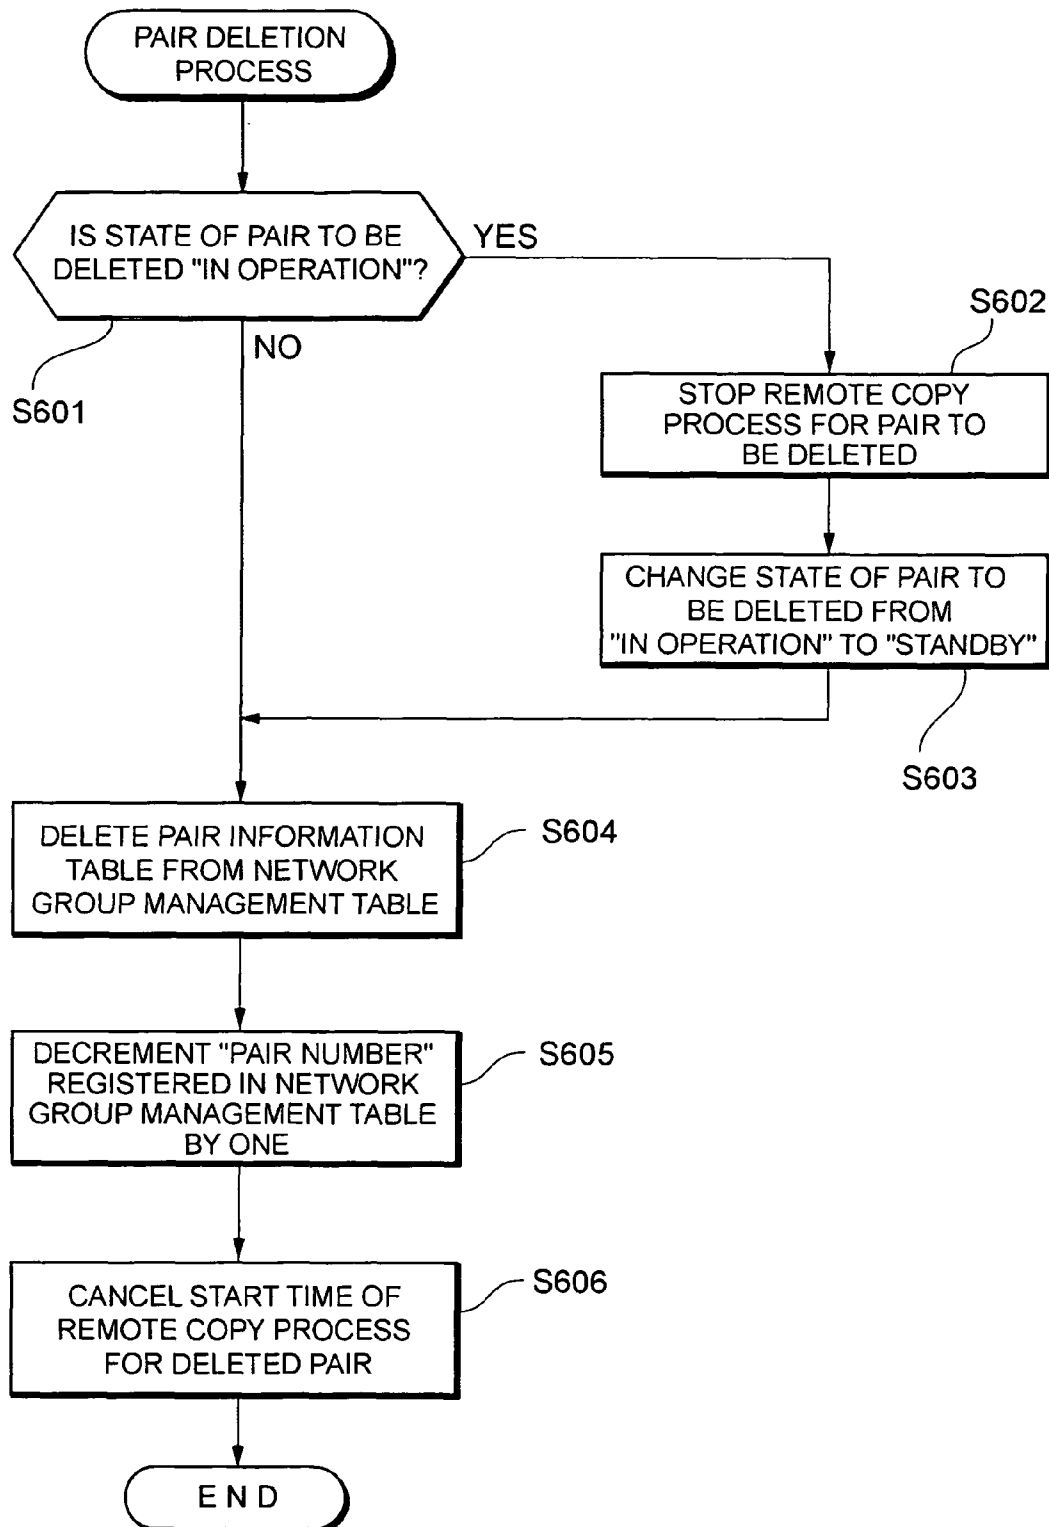 PAIR DELETION
PROCESS
IS STATE OF PAIR TO BE
DELETED "IN OPERATION"?
YES
NO
S601
S602
STOP REMOTE COPY
PROCESS FOR PAIR TO
BE DELETED
CHANGE STATE OF PAIR TO
BE DELETED FROM
"IN OPERATION" TO "STANDBY"
S603
DELETE PAIR INFORMATION
TABLE FROM NETWORK
GROUP MANAGEMENT TABLE
S604
DECREMENT "PAIR NUMBER"
REGISTERED IN NETWORK
GROUP MANAGEMENT TABLE
BY ONE
S605
CANCEL START TIME OF
REMOTE COPY PROCESS
FOR DELETED PAIR
S606
E N D